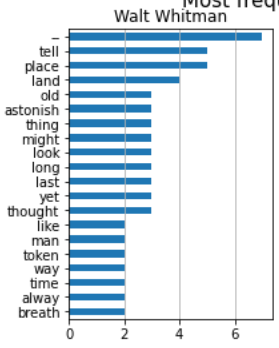 Most frequ
Walt Whitman
–
tell
place
land
old
astonish
thing
might
look
long
last
yet
thought
like
man
token
way
time
alway
breath
0 2 4 6